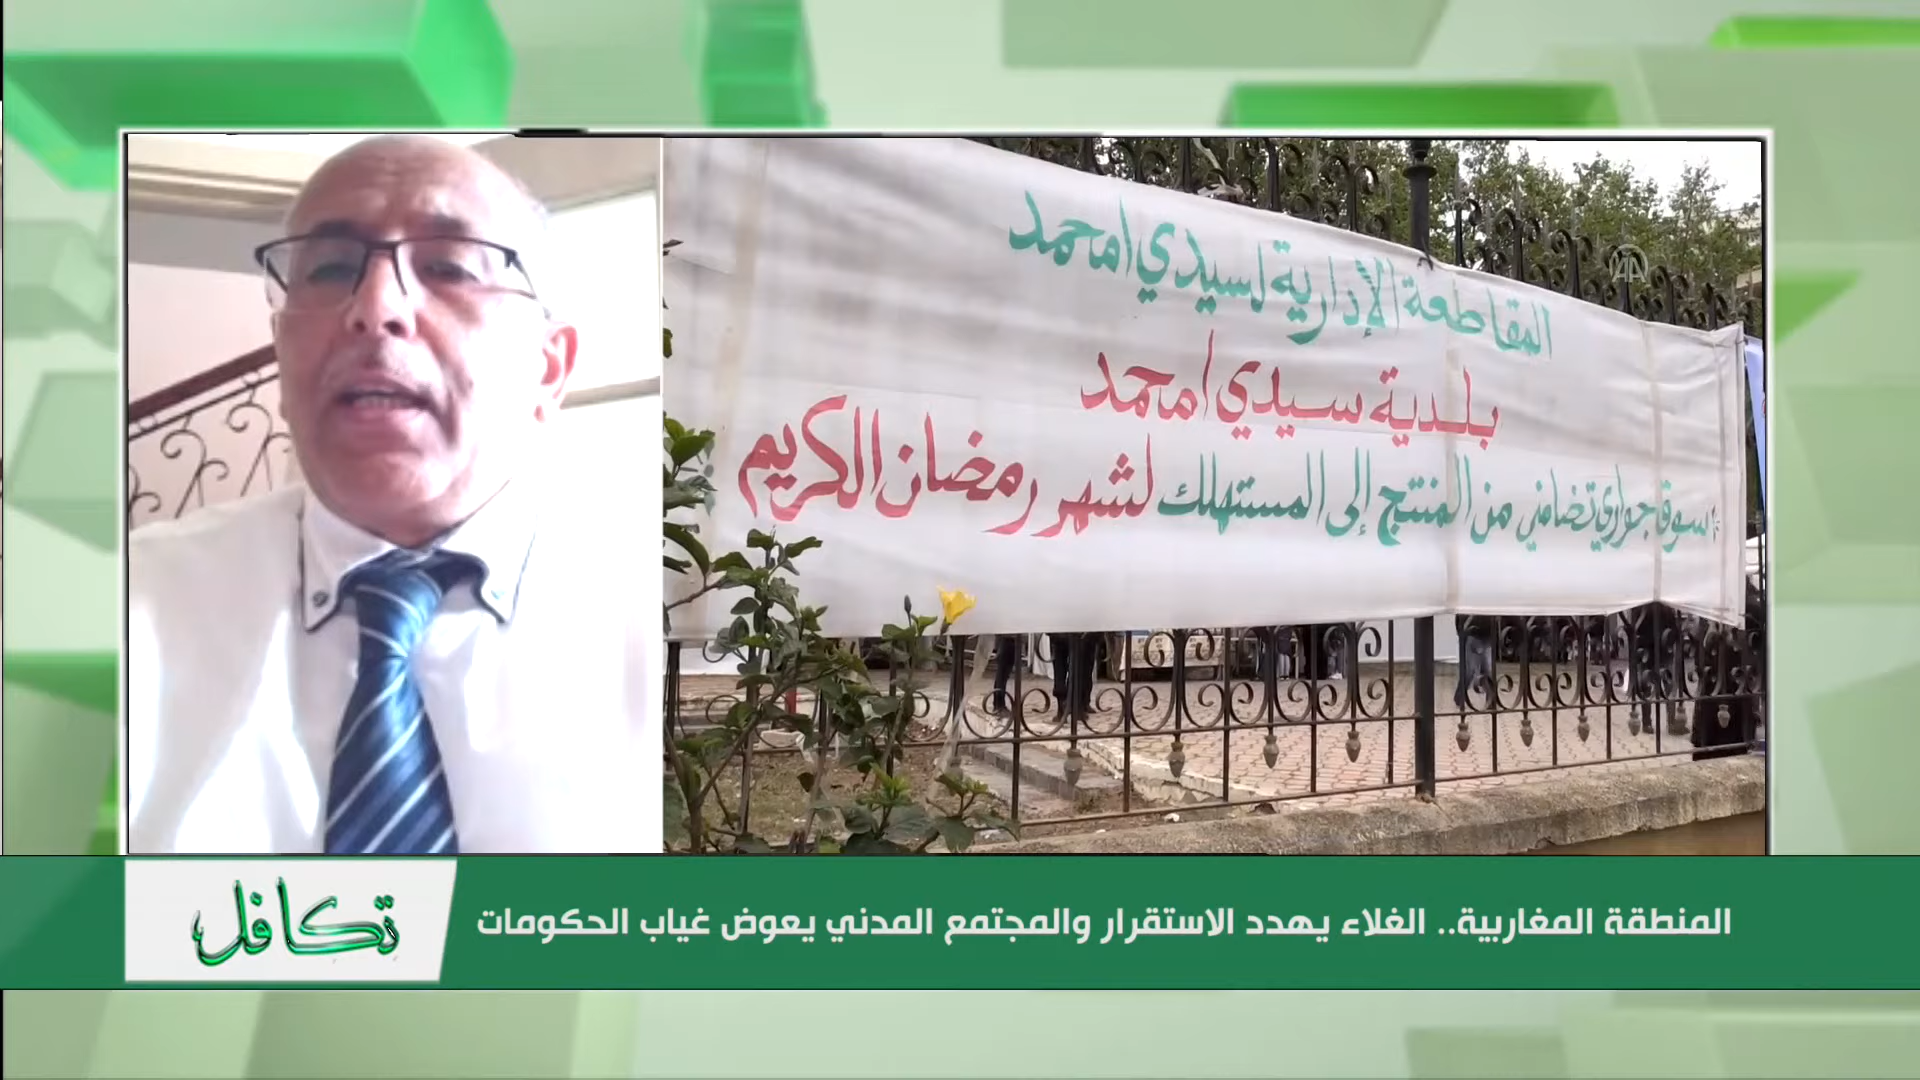 المقاطعة الإدارية لسيدي امحمد
بلدية سيدي امحمد
سوق جواري تضامني من المنتج إلى المستهلك لشهر رمضان الكريم
AA
تكافل
المنطقة المغاربية.. الغلاء يهدد الاستقرار والمجتمع المدني يعوض غياب الحكومات